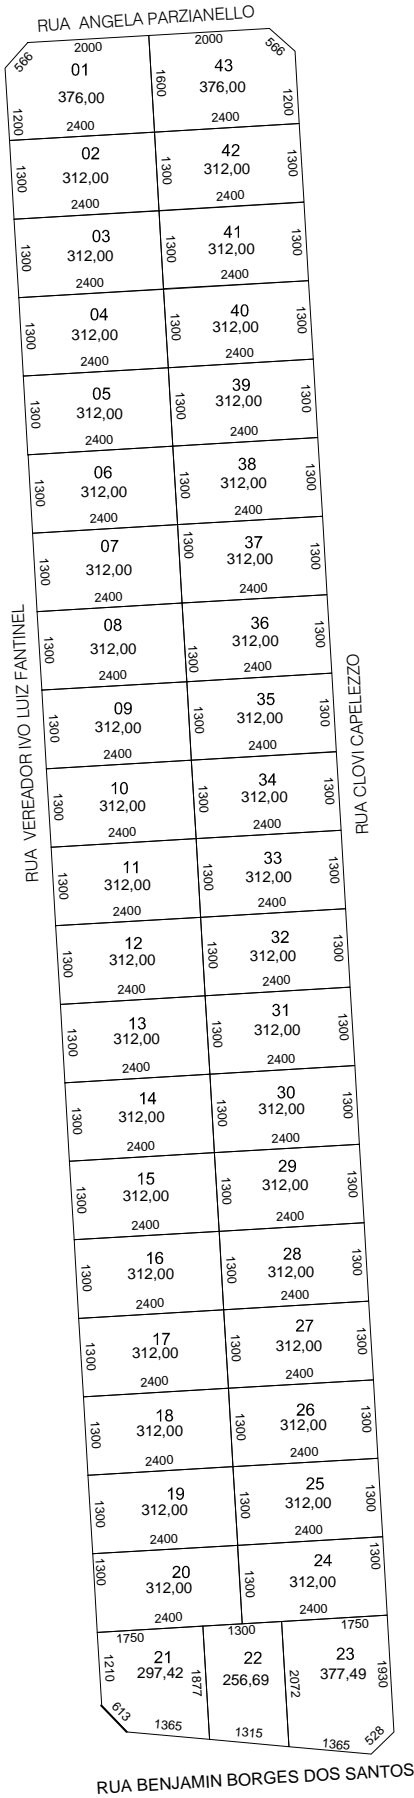 RUA ANGELA PARZIANELLO
2000 2000
566 566
01 43
376,00 1600 376,00
1200 1200
2400 2400
02 42
1300 312,00 1300 312,00 1300
2400 2400
03 41
1300 312,00 1300 312,00 1300
2400 2400
04 40
1300 312,00 1300 312,00 1300
2400 2400
05 39
1300 312,00 1300 312,00 1300
2400 2400
06 38
1300 312,00 1300 312,00 1300
2400 2400
07 37
1300 312,00 1300 312,00 1300
2400 2400
08 36
1300 312,00 1300 312,00 1300
2400 2400
RUA VEREADOR IVO LUIZ FANTINEL
RUA CLOVI CAPELEZZO
09 35
1300 312,00 1300 312,00 1300
2400 2400
10 34
1300 312,00 1300 312,00 1300
2400 2400
11 33
1300 312,00 1300 312,00 1300
2400 2400
12 32
1300 312,00 1300 312,00 1300
2400 2400
13 31
1300 312,00 1300 312,00 1300
2400 2400
14 30
1300 312,00 1300 312,00 1300
2400 2400
15 29
1300 312,00 1300 312,00 1300
2400 2400
16 28
1300 312,00 1300 312,00 1300
2400 2400
17 27
1300 312,00 1300 312,00 1300
2400 2400
18 26
1300 312,00 1300 312,00 1300
2400 2400
19 25
1300 312,00 1300 312,00 1300
2400 2400
20 24
1300 312,00 1300 312,00 1300
2400 2400
1750 1300 1750
21 22 23
1210 297,42 1877 256,69 2072 377,49 1930
613 528
1365 1315 1365
RUA BENJAMIN BORGES DOS SANTOS